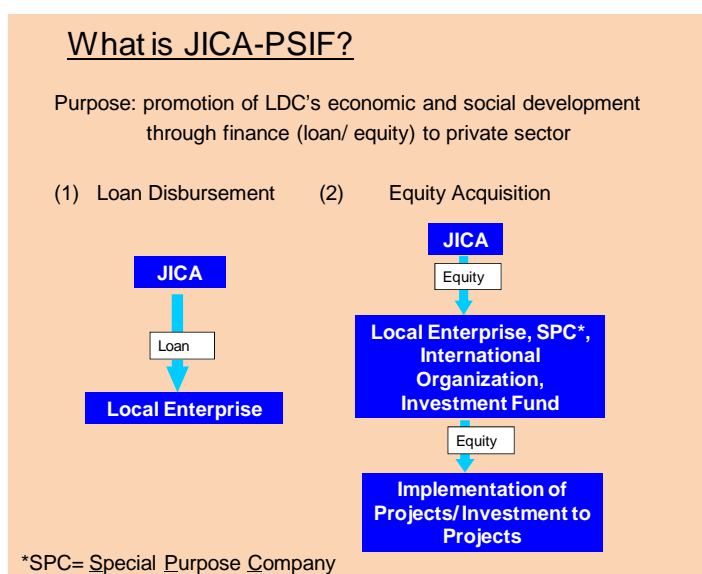 What is JICA-PSIF?
Purpose: promotion of LDC's economic and social development
through finance (loan/ equity) to private sector
(1) Loan Disbursement
JICA
Loan
Local Enterprise
(2) Equity Acquisition
JICA
Equity
Local Enterprise, SPC*,
International
Organization,
Investment Fund
Equity
Implementation of
Projects/ Investment to
Projects
*SPC= Special Purpose Company